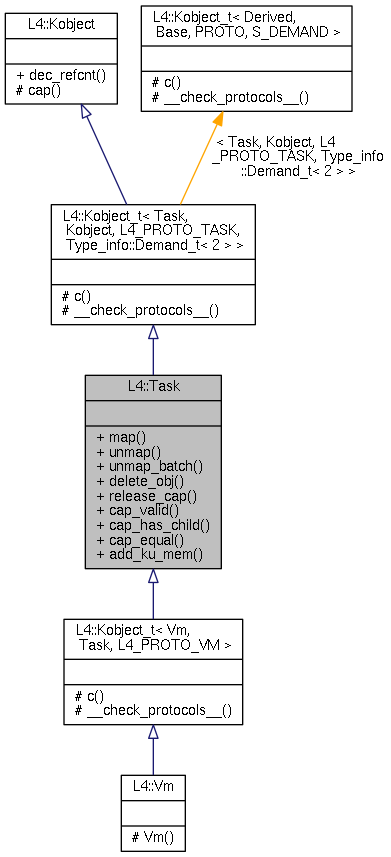 L4::Kobject
+ dec_refcnt()
# cap()
L4::Kobject_t< Derived,
Base, PROTO, S_DEMAND >
# c()
# __check_protocols__()
< Task, Kobject, L4
_PROTO_TASK, Type_info
::Demand_t< 2 > >
L4::Kobject_t< Task,
Kobject, L4_PROTO_TASK,
Type_info::Demand_t< 2 > >
# c()
# __check_protocols__()
L4::Task
+ map()
+ unmap()
+ unmap_batch()
+ delete_obj()
+ release_cap()
+ cap_valid()
+ cap_has_child()
+ cap_equal()
+ add_ku_mem()
L4::Kobject_t< Vm,
Task, L4_PROTO_VM >
# c()
# __check_protocols__()
L4::Vm
# Vm()